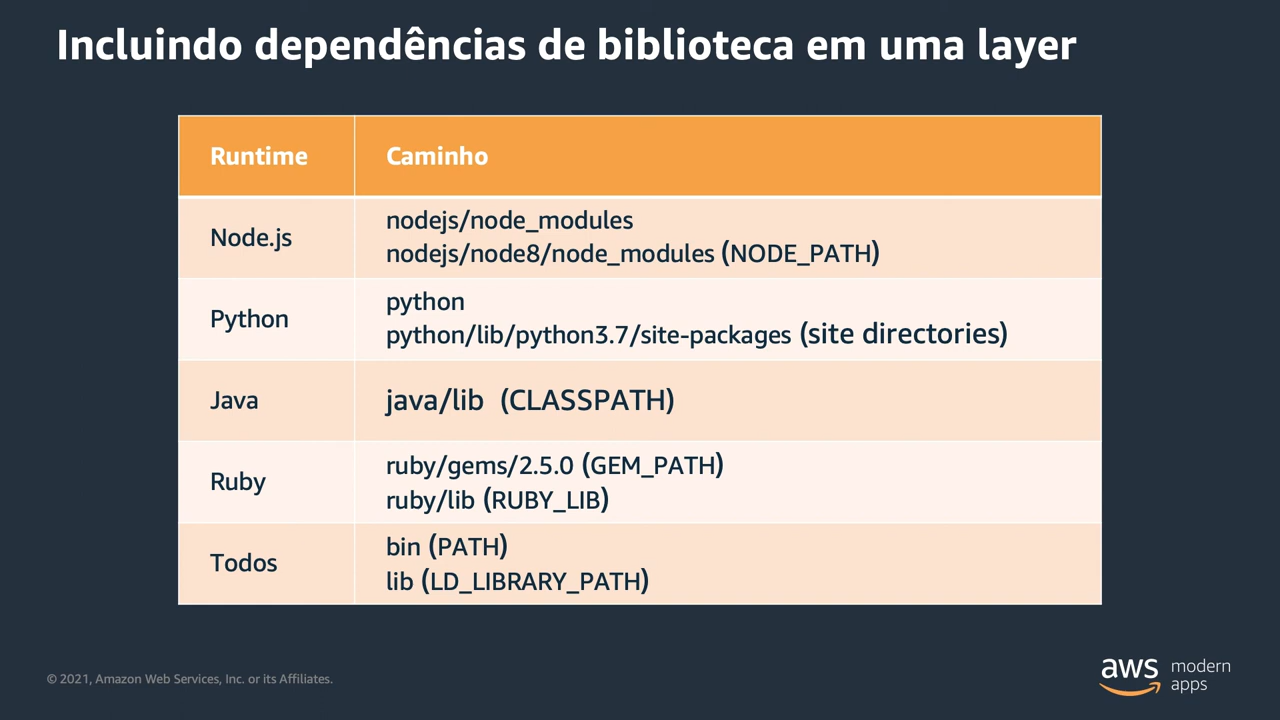 Incluindo dependências de biblioteca em uma layer
Runtime
Caminho
Node.js
nodejs/node_modules
nodejs/node8/node_modules (NODE_PATH)
Python
python
python/lib/python3.7/site-packages (site directories)
Java
java/lib (CLASSPATH)
Ruby
ruby/gems/2.5.0 (GEM_PATH)
ruby/lib (RUBY_LIB)
Todos
bin (PATH)
lib (LD_LIBRARY_PATH)
© 2021, Amazon Web Services, Inc. or its Affiliates.
aws
modern
apps